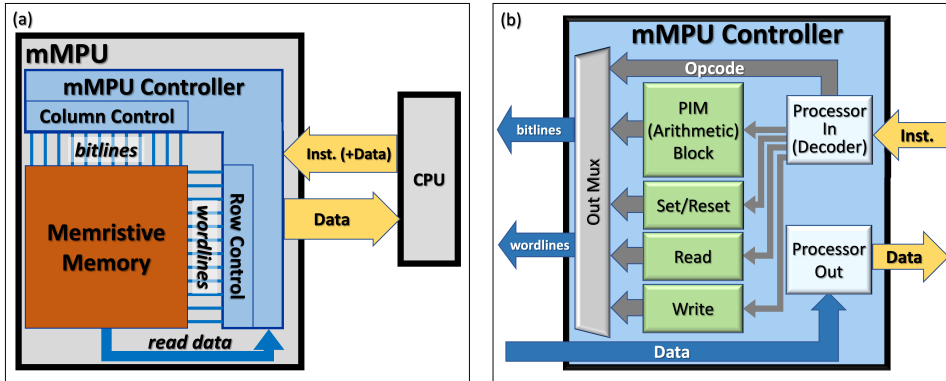 (a)
mMPU
mMPU Controller
Column Control
bitlines
Memristive
Memory
wordlines
Row Control
read data
Inst. (+Data)
Data
CPU
(b)
mMPU Controller
Opcode
bitlines
wordlines
Out Mux
PIM
(Arithmetic)
Block
Set/Reset
Read
Write
Processor
In
(Decoder)
Inst.
Processor
Out
Data
Data